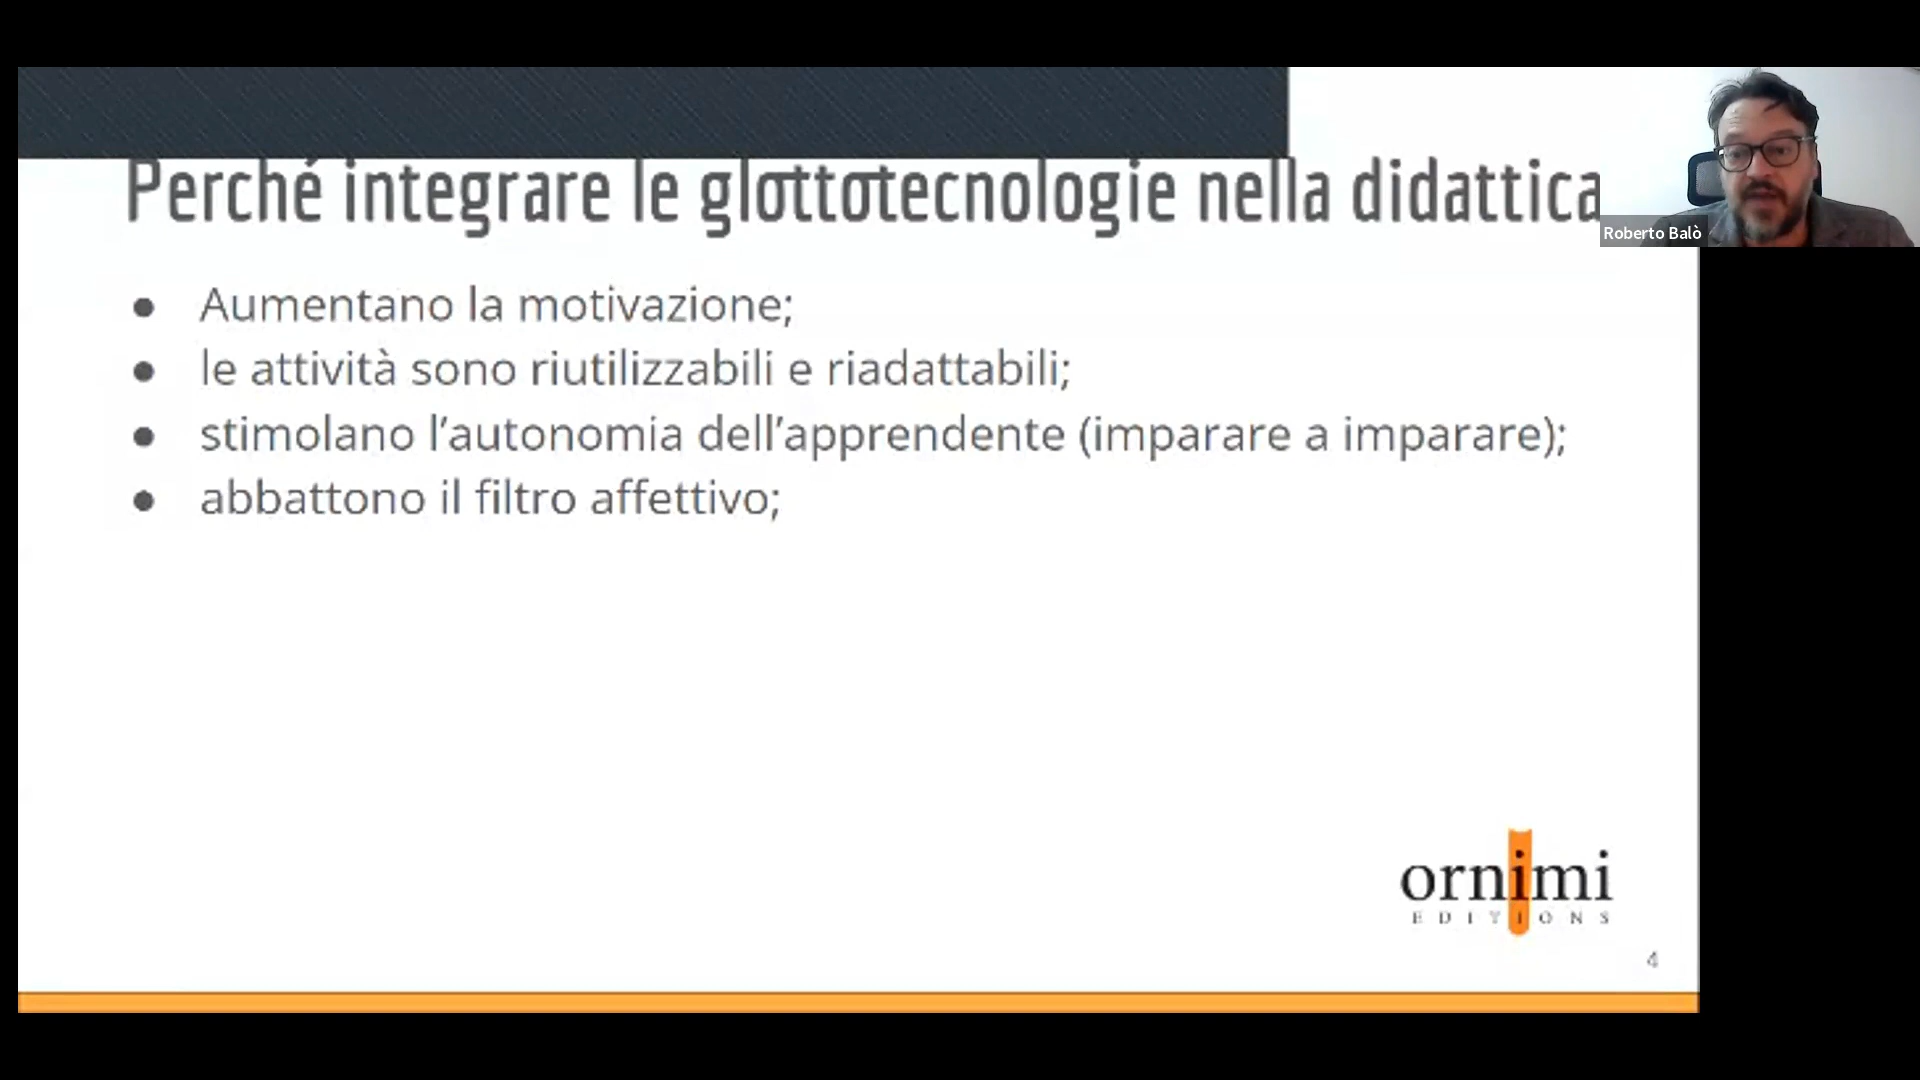 Perché integrare le glottotecnologie nella didattica
Roberto Balò
● Aumentano la motivazione;
● le attività sono riutilizzabili e riadattabili;
● stimolano l’autonomia dell’apprendente (imparare a imparare);
● abbattono il filtro affettivo;
ornimi
EDITIONS
4